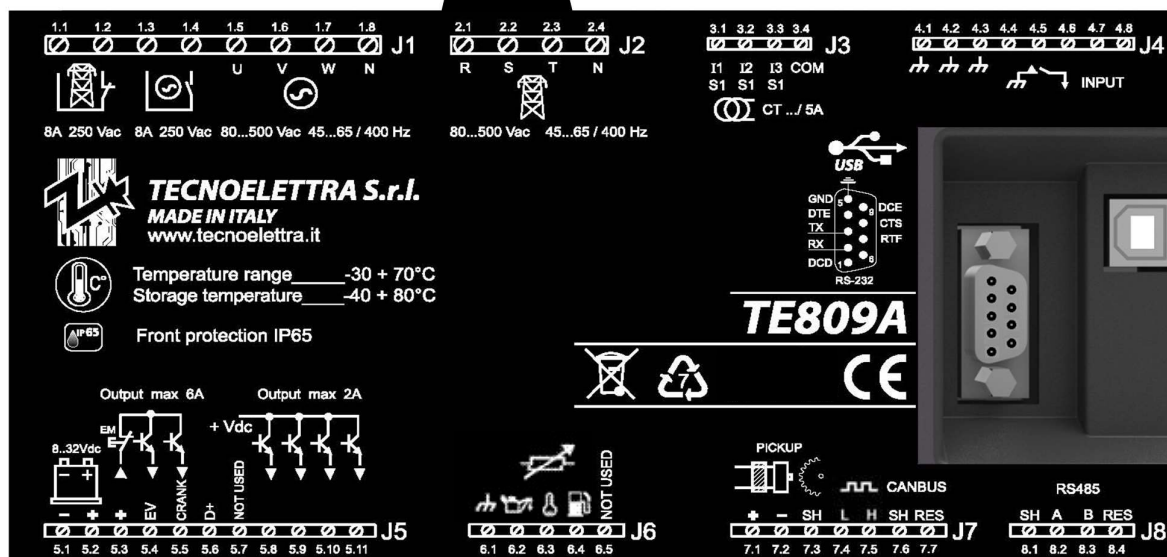 1.1 1.2 1.3 1.4 1.5 1.6 1.7 1.8 J1
U V W N
8A 250 Vac 8A 250 Vac 80...500 Vac 45...65 / 400 Hz
2.1 2.2 2.3 2.4 J2
R S T N
80...500 Vac 45...65 / 400 Hz
3.1 3.2 3.3 3.4 J3
I1 I2 I3 COM
S1 S1 S1
CT .../ 5A
4.1 4.2 4.3 4.4 4.5 4.6 4.7 4.8 J4
INPUT
TECNOELETTRA S.r.l.
MADE IN ITALY
www.tecnoelettra.it
C°
Temperature range_____-30 + 70°C
Storage temperature____-40 + 80°C
IP65
Front protection IP65
USB
GND 5 9 DCE
DTE CTS
TX RTF
RX
DCD 1 6
RS-232
TE809A
7
CE
Output max 6A
Output max 2A
EM
+ Vdc
8..32Vdc
- +
- + + EV CRANK D+ NOT USED
5.1 5.2 5.3 5.4 5.5 5.6 5.7 5.8 5.9 5.10 5.11 J5
NOT USED
6.1 6.2 6.3 6.4 6.5 J6
PICKUP
CANBUS
+ - SH L H SH RES
7.1 7.2 7.3 7.4 7.5 7.6 7.7 J7
RS485
SH A B RES
8.1 8.2 8.3 8.4 J8